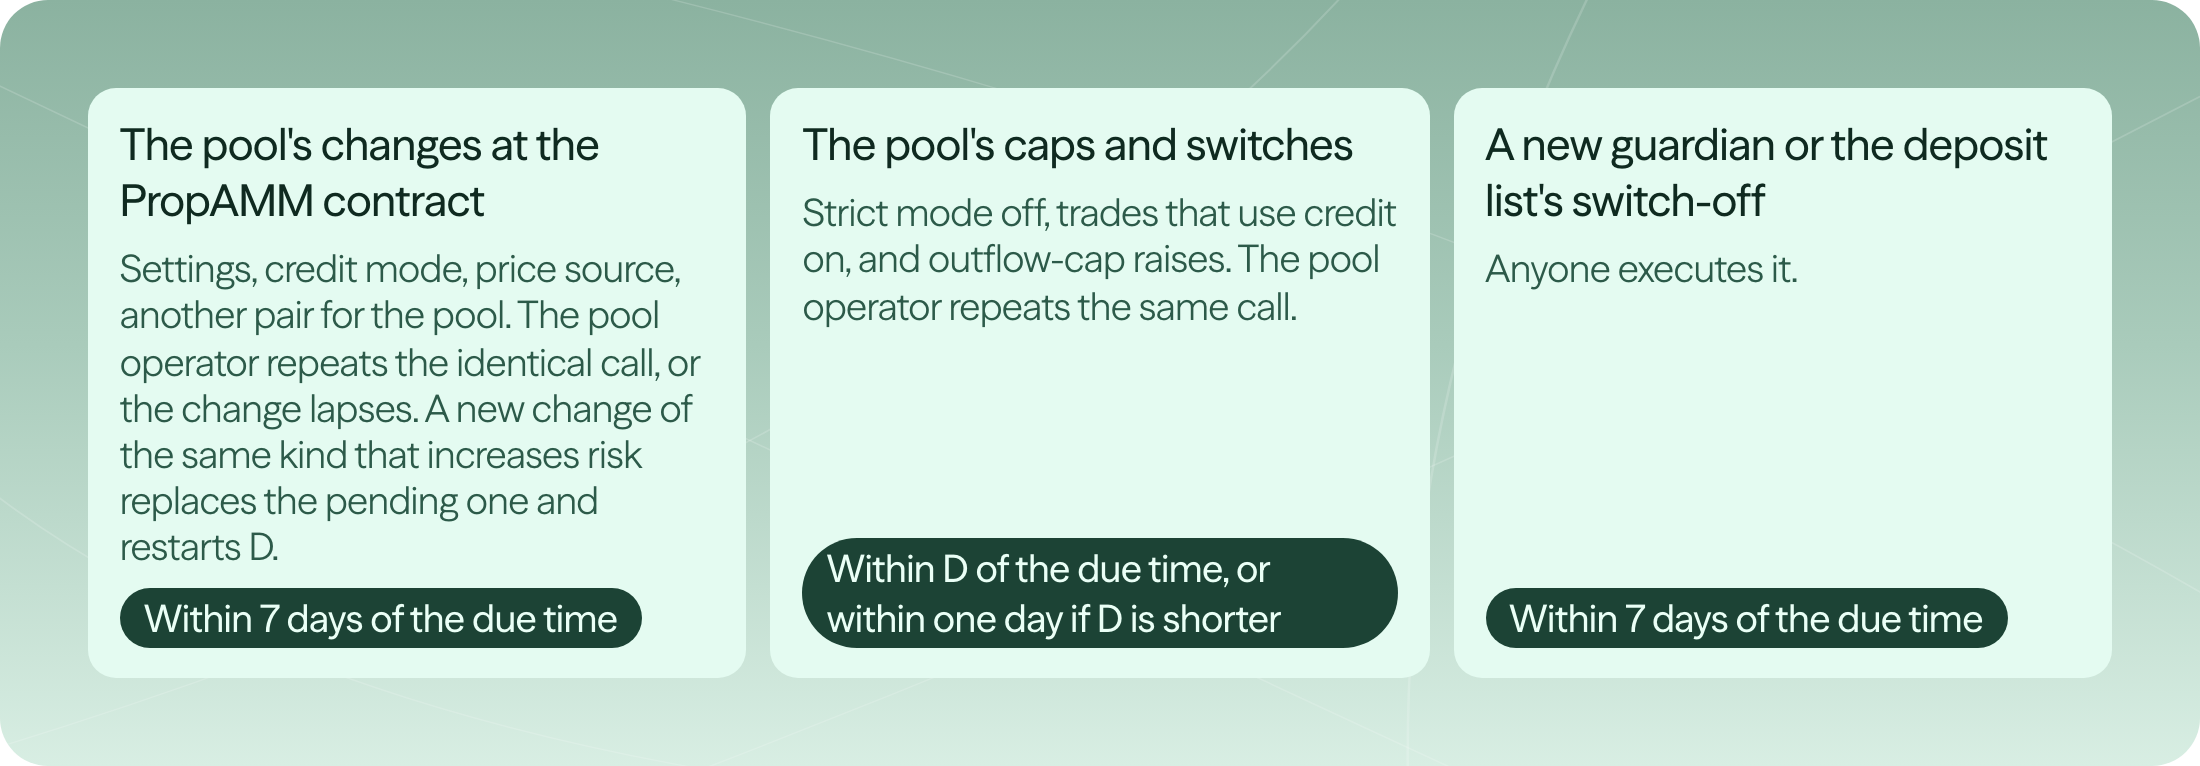 The pool's changes at the
PropAMM contract
Settings, credit mode, price source,
another pair for the pool. The pool
operator repeats the identical call, or
the change lapses. A new change of
the same kind that increases risk
replaces the pending one and
restarts D.
Within 7 days of the due time
The pool's caps and switches
Strict mode off, trades that use credit
on, and outflow-cap raises. The pool
operator repeats the same call.
Within D of the due time, or
within one day if D is shorter
A new guardian or the deposit
list's switch-off
Anyone executes it.
Within 7 days of the due time